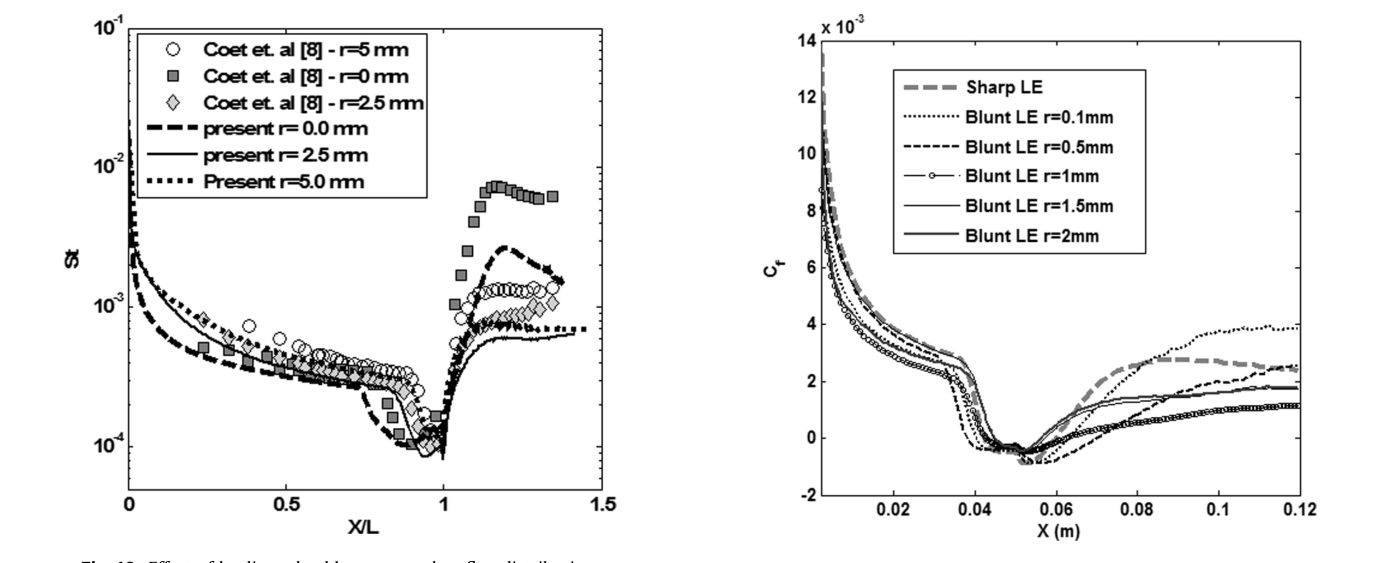 10-1
Coet et. al [8] - r=5 mm
Coet et. al [8] - r=0 mm
Coet et. al [8] - r=2.5 mm
present r= 0.0 mm
present r= 2.5 mm
Present r=5.0 mm
10-2
St
10-3
10-4
0
0.5
1
1.5
X/L
x 10-3
14
Sharp LE
12
Blunt LE r=0.1mm
Blunt LE r=0.5mm
10
Blunt LE r=1mm
8
Blunt LE r=1.5mm
Blunt LE r=2mm
6
Cf
4
2
0
-2
0.02
0.04
0.06
0.08
0.1
0.12
X (m)